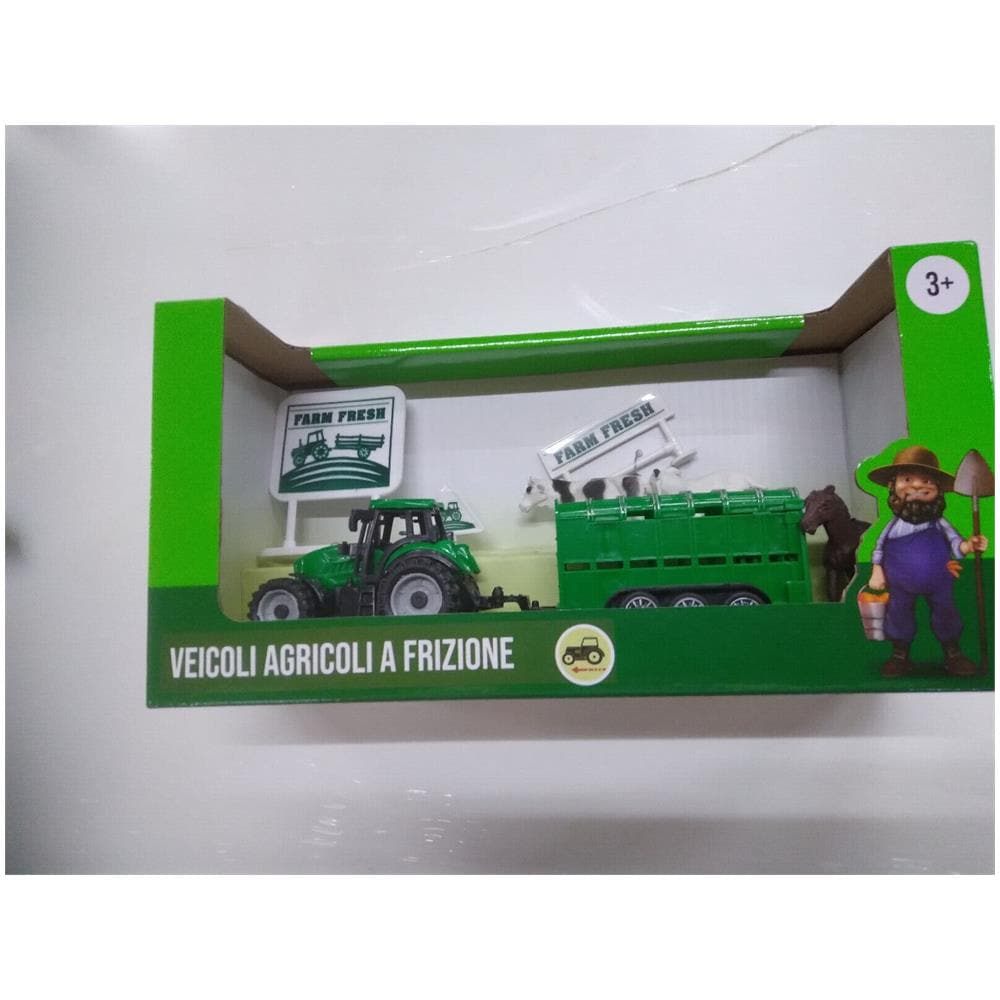 3+
FARM FRESH
FARM FRESH
VEICOLI AGRICOLI A FRIZIONE